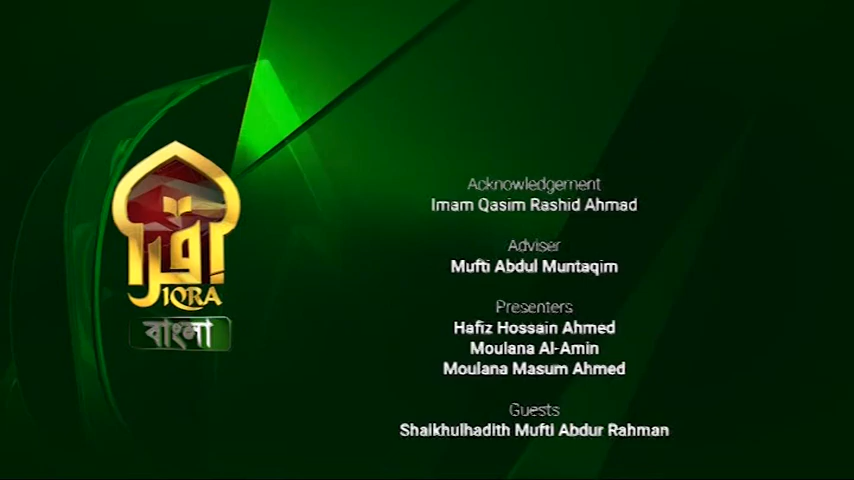 اقرأ
IQRA
বাংলা
Acknowledgement
Imam Qasim Rashid Ahmad
Adviser
Mufti Abdul Muntaqim
Presenters
Hafiz Hossain Ahmed
Moulana Al-Amin
Moulana Masum Ahmed
Guests
Shaikhulhadith Mufti Abdur Rahman